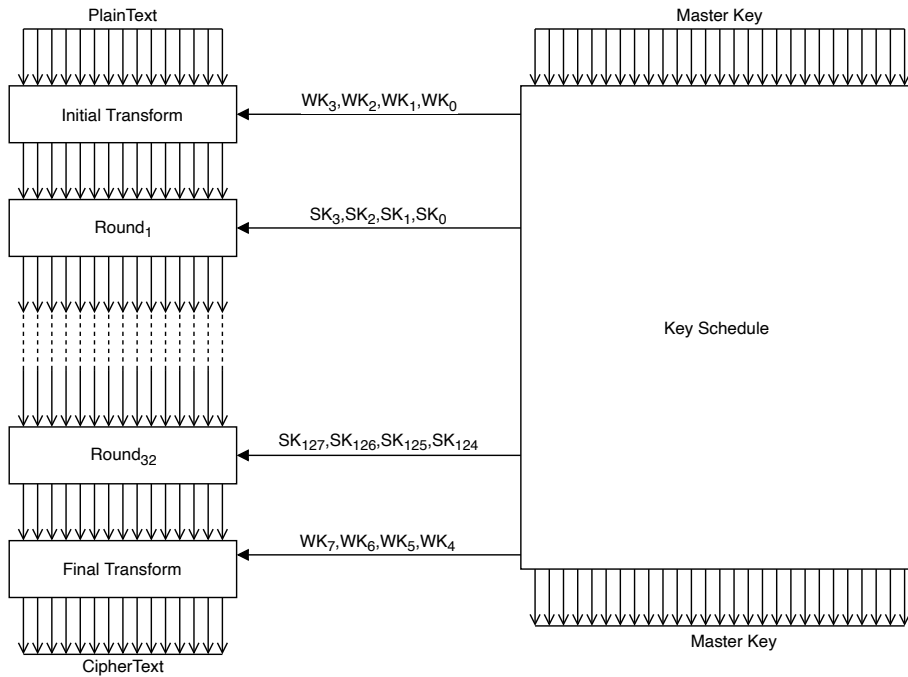 PlainText
Master Key
Initial Transform
WK₃,WK₂,WK₁,WK₀
Round₁
SK₃,SK₂,SK₁,SK₀
Key Schedule
Round₃₂
SK₁₂₇,SK₁₂₆,SK₁₂₅,SK₁₂₄
Final Transform
WK₇,WK₆,WK₅,WK₄
Master Key
CipherText